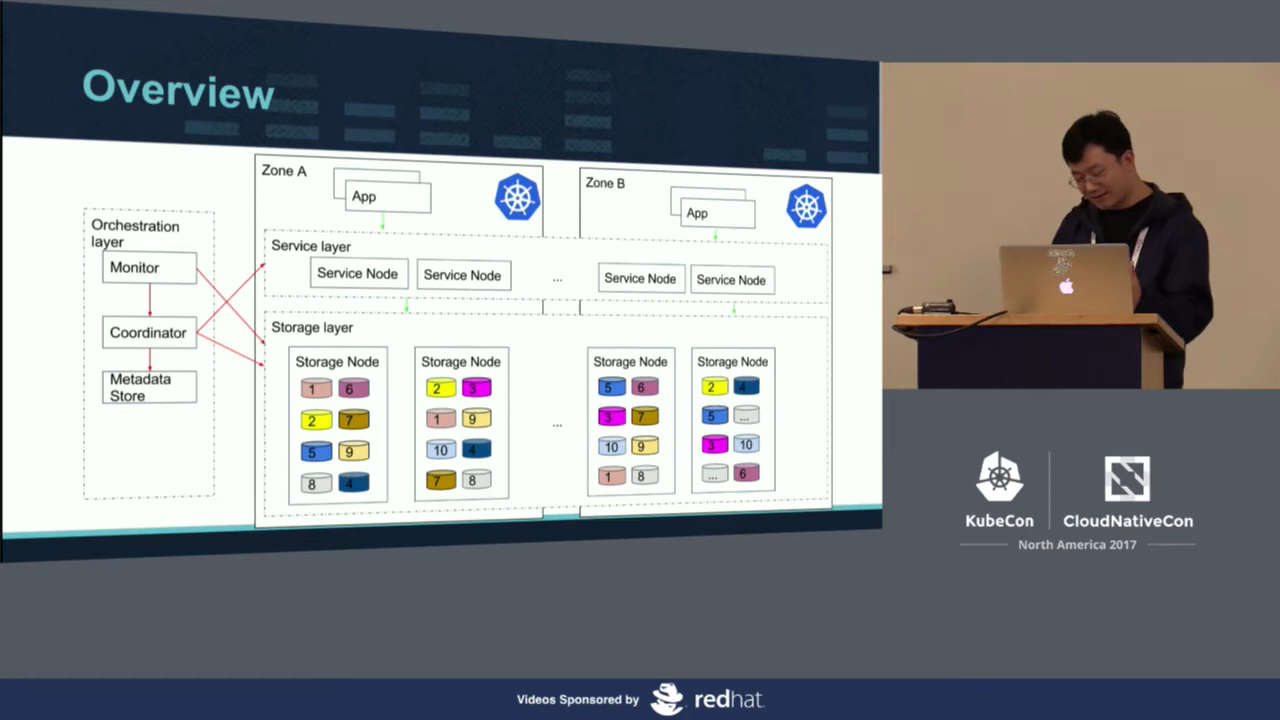 Overview
Zone A
App
Zone B
App
Orchestration
layer
Monitor
Coordinator
Metadata
Store
Service layer
Service Node
Service Node
...
Service Node
Service Node
Storage layer
Storage Node
1 6
2 7
5 9
8 4
Storage Node
2 3
1 9
10 4
7 8
...
Storage Node
5 6
3 7
10 9
1 8
Storage Node
2 4
5 ...
3 10
... 6
KubeCon
CloudNativeCon
North America 2017
Videos Sponsored by
redhat.